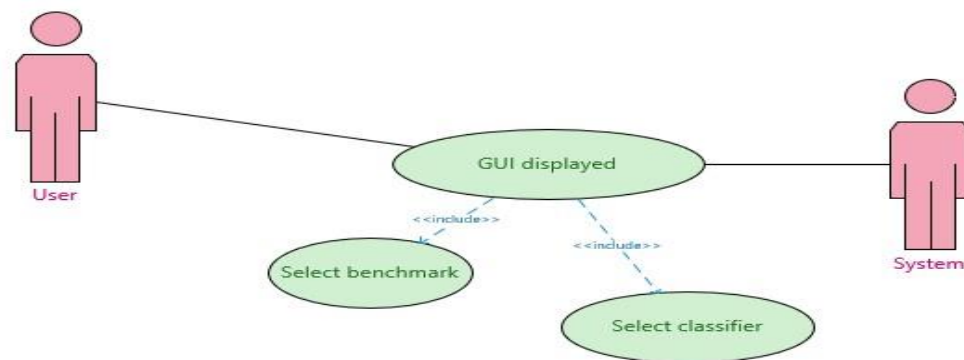 GUI displayed
User
<<include>>
<<include>>
Select benchmark
System
Select classifier